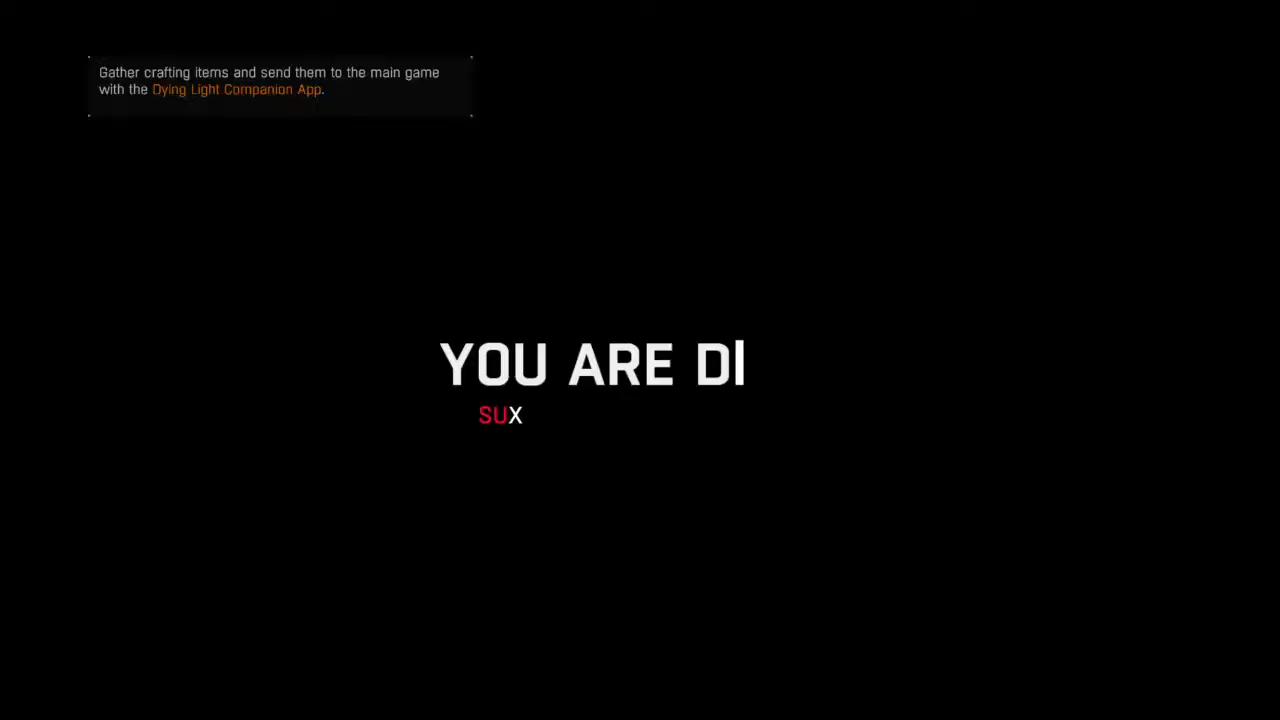 Gather crafting items and send them to the main game
with the Dying Light Companion App.
YOU ARE D
SUX